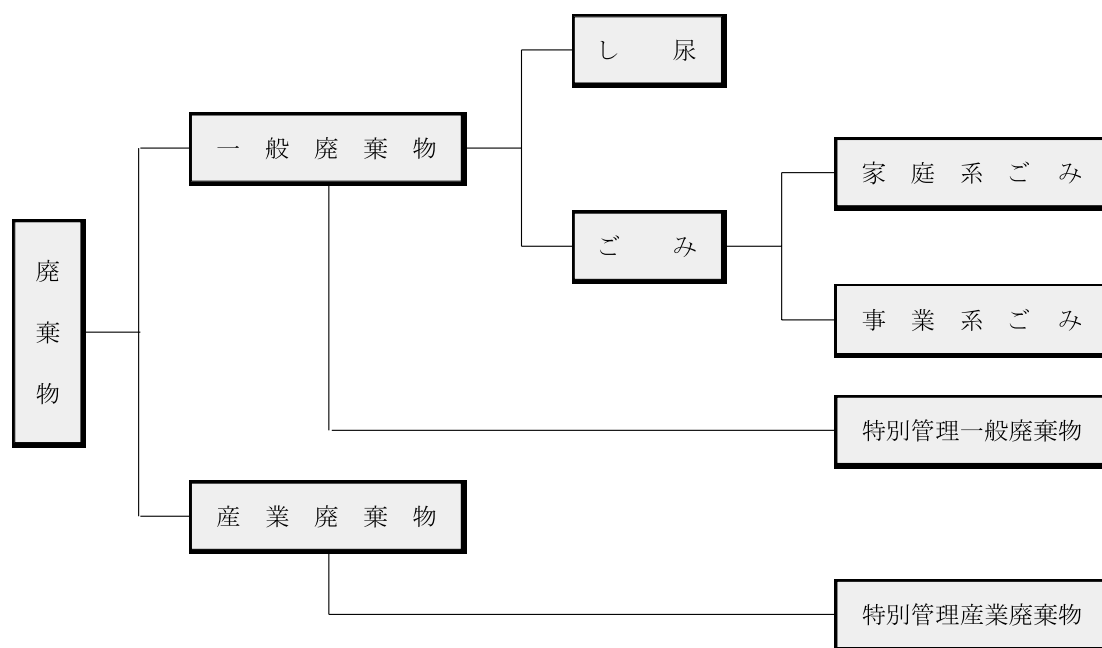 し尿
一般廃棄物
家庭系ごみ
ごみ
廃棄物
事業系ごみ
特別管理一般廃棄物
産業廃棄物
特別管理産業廃棄物